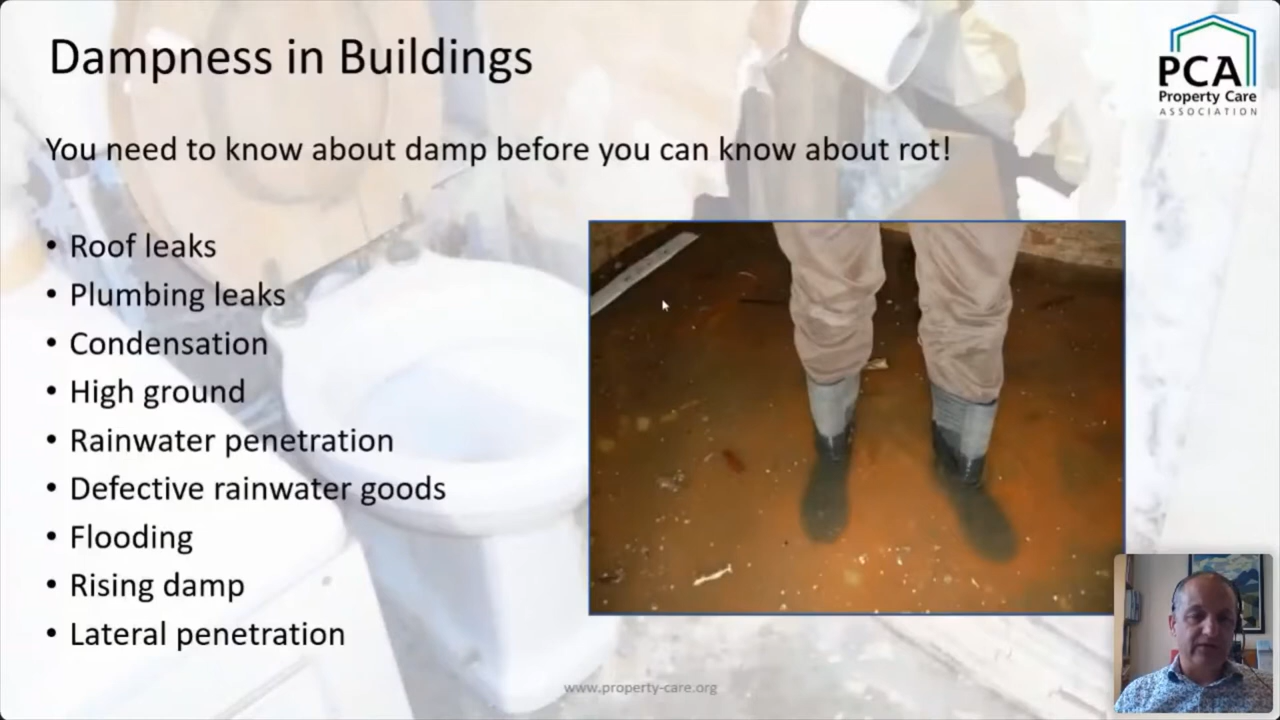 Dampness in Buildings
PCA
Property Care
ASSOCIATION
You need to know about damp before you can know about rot!
• Roof leaks
• Plumbing leaks
• Condensation
• High ground
• Rainwater penetration
• Defective rainwater goods
• Flooding
• Rising damp
• Lateral penetration
www.property-care.org